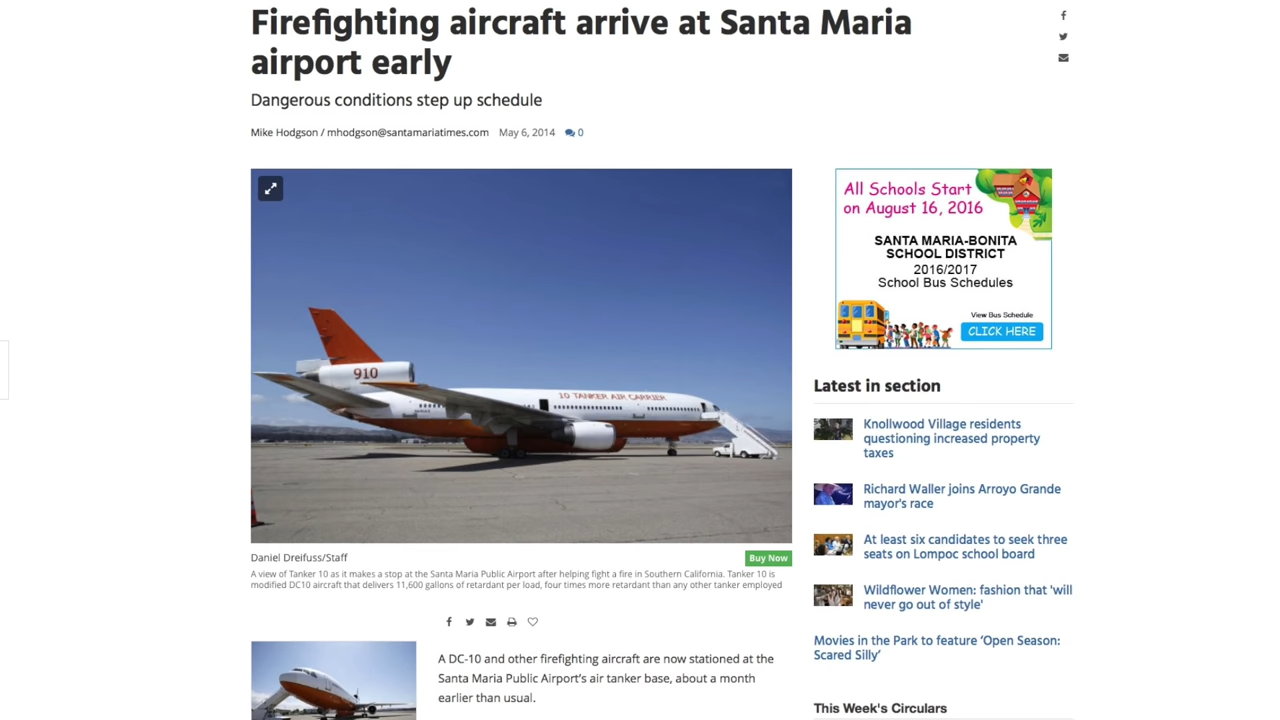 Firefighting aircraft arrive at Santa Maria
airport early
Dangerous conditions step up schedule
Mike Hodgson / mhodgson@santamariatimes.com May 6, 2014 0
910
10 TANKER AIR CARRIER
All Schools Start
on August 16, 2016
SANTA MARIA-BONITA
SCHOOL DISTRICT
2016/2017
School Bus Schedules
View Bus Schedule
CLICK HERE
Latest in section
Knollwood Village residents
questioning increased property
taxes
Richard Waller joins Arroyo Grande
mayor's race
At least six candidates to seek three
seats on Lompoc school board
Wildflower Women: fashion that 'will
never go out of style'
Movies in the Park to feature ‘Open Season:
Scared Silly’
This Week's Circulars
Daniel Dreifuss/Staff
Buy Now
A view of Tanker 10 as it makes a stop at the Santa Maria Public Airport after helping fight a fire in Southern California. Tanker 10 is
modified DC10 aircraft that delivers 11,600 gallons of retardant per load, four times more retardant than any other tanker employed
A DC-10 and other firefighting aircraft are now stationed at the
Santa Maria Public Airport’s air tanker base, about a month
earlier than usual.